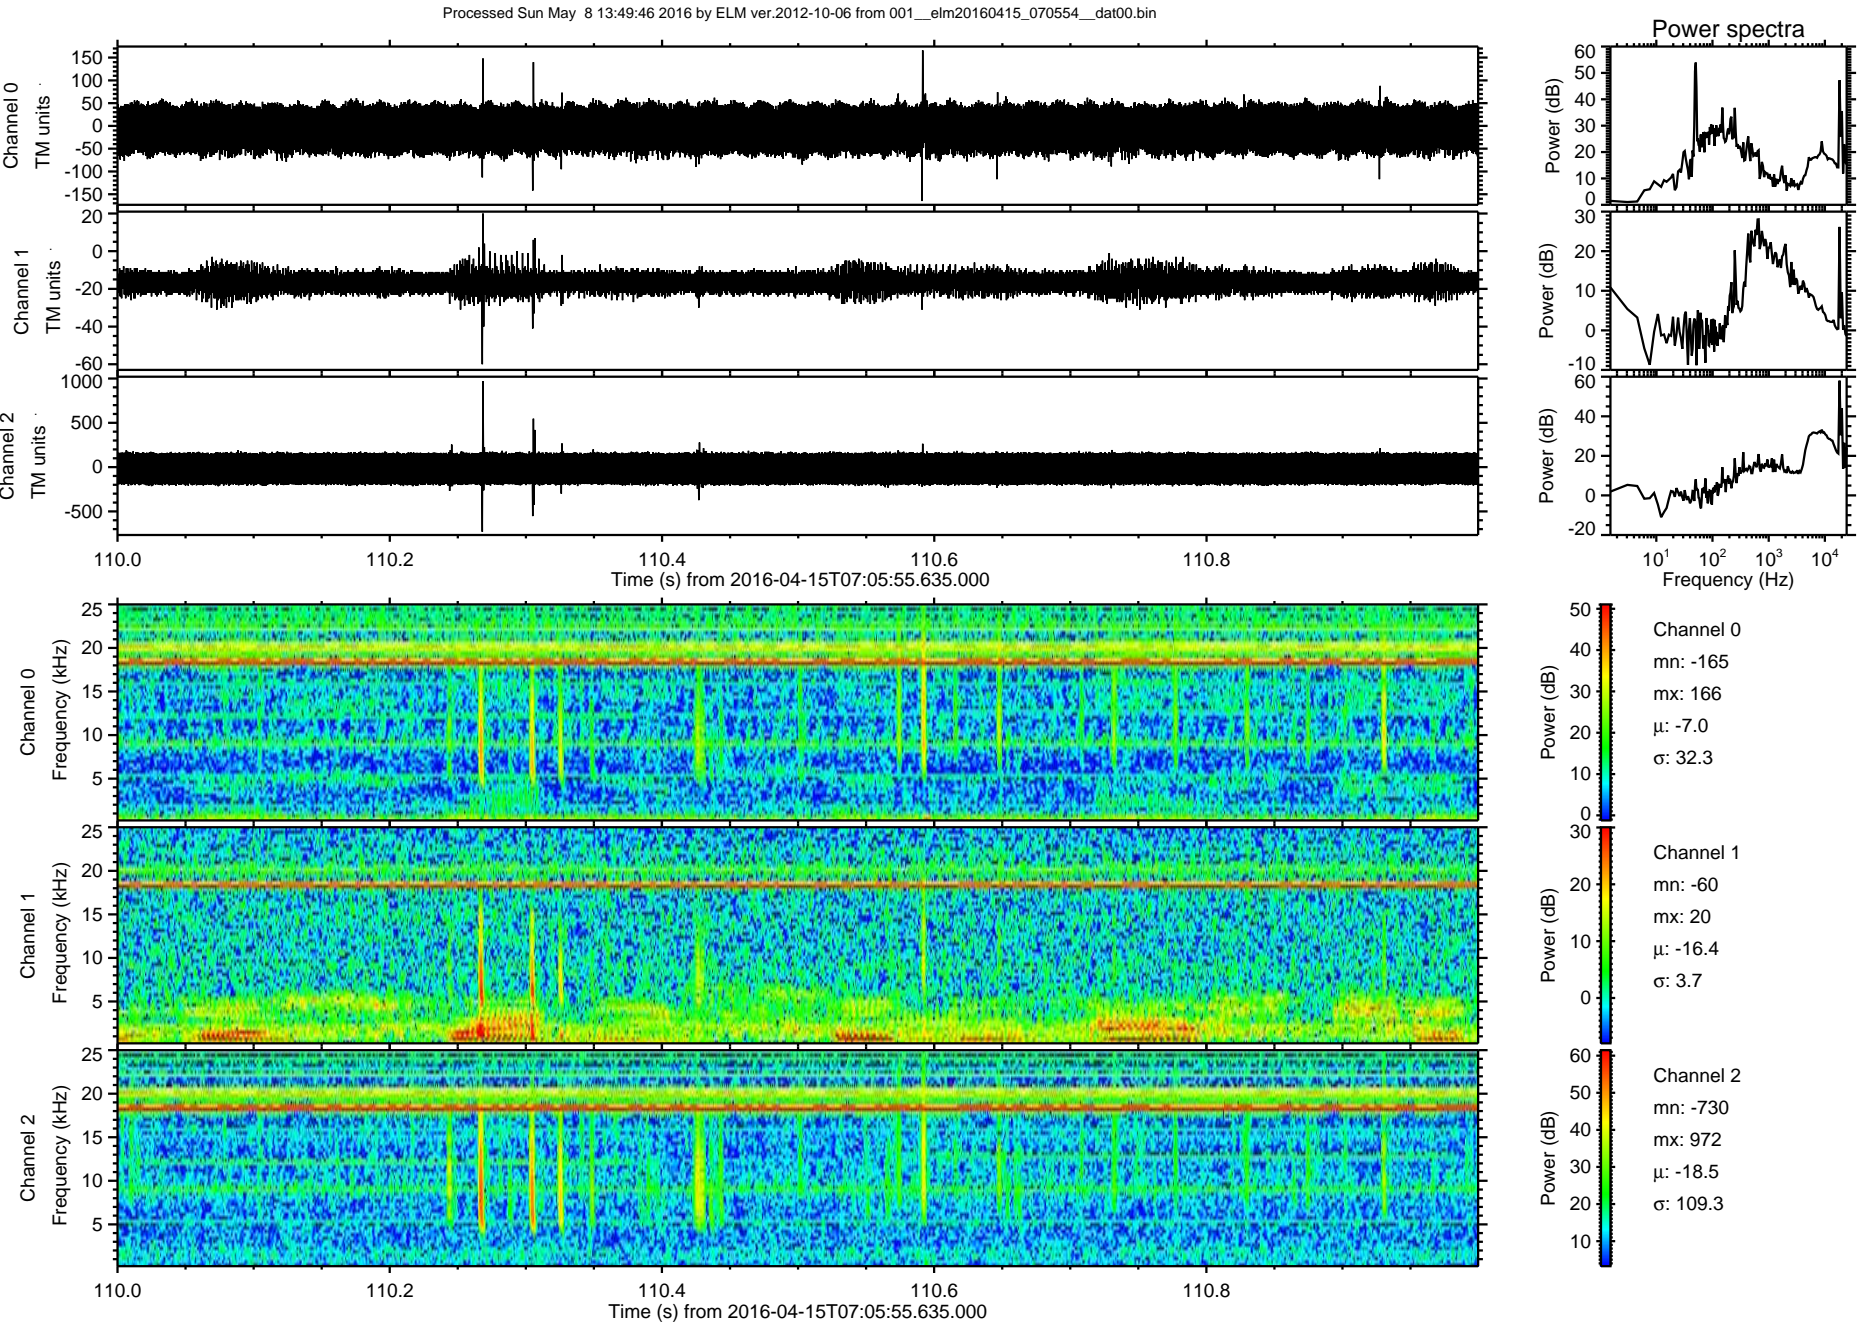 Processed Sun May  8 13:49:46 2016 by ELM ver.2012-10-06 from 001__elm20160415_070554__dat00.bin
Power spectra
Channel 0
TM units
150
100
50
0
-50
-100
-150
Power (dB)
60
50
40
30
20
10
0
Channel 1
TM units
20
0
-20
-40
-60
Power (dB)
30
20
10
0
-10
Channel 2
TM units
1000
500
0
-500
Power (dB)
60
40
20
0
-20
110.0 110.2 110.4 110.6 110.8
Time (s) from 2016-04-15T07:05:55.635.000
10^1 10^2 10^3 10^4
Frequency (Hz)
Channel 0
Frequency (kHz)
25
20
15
10
5
Power (dB)
50
40
30
20
10
0
Channel 0
mn: -165
mx: 166
μ: -7.0
σ: 32.3
Channel 1
Frequency (kHz)
25
20
15
10
5
Power (dB)
30
20
10
0
Channel 1
mn: -60
mx: 20
μ: -16.4
σ: 3.7
Channel 2
Frequency (kHz)
25
20
15
10
5
Power (dB)
60
50
40
30
20
10
Channel 2
mn: -730
mx: 972
μ: -18.5
σ: 109.3
110.0 110.2 110.4 110.6 110.8
Time (s) from 2016-04-15T07:05:55.635.000